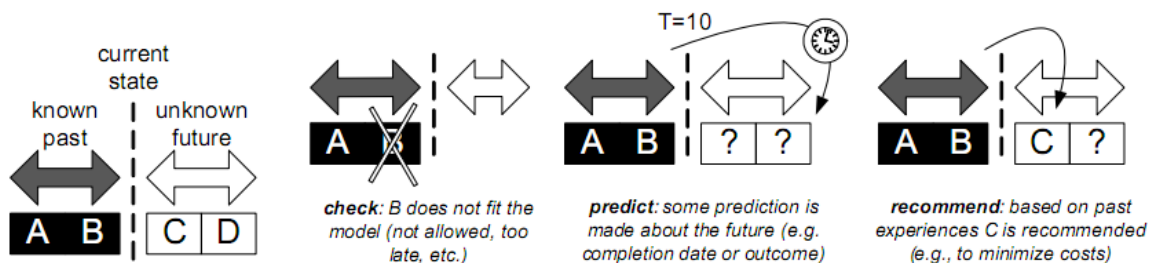 current
state
known
past
unknown
future
A B C D
A B
check: B does not fit the
model (not allowed, too
late, etc.)
T=10
A B ? ?
predict: some prediction is
made about the future (e.g.
completion date or outcome)
A B C ?
recommend: based on past
experiences C is recommended
(e.g., to minimize costs)